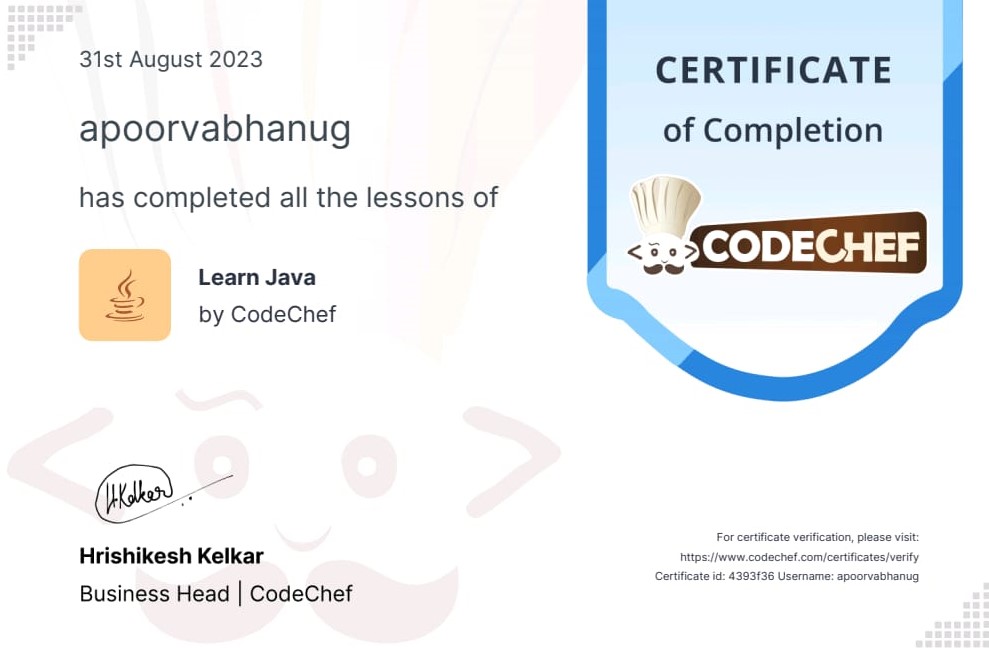 31st August 2023
apoorvabhanug
has completed all the lessons of
Learn Java
by CodeChef
CERTIFICATE
of Completion
CODECHEF
H.Kelkar
Hrishikesh Kelkar
Business Head | CodeChef
For certificate verification, please visit:
https://www.codechef.com/certificates/verify
Certificate id: 4393f36 Username: apoorvabhanug